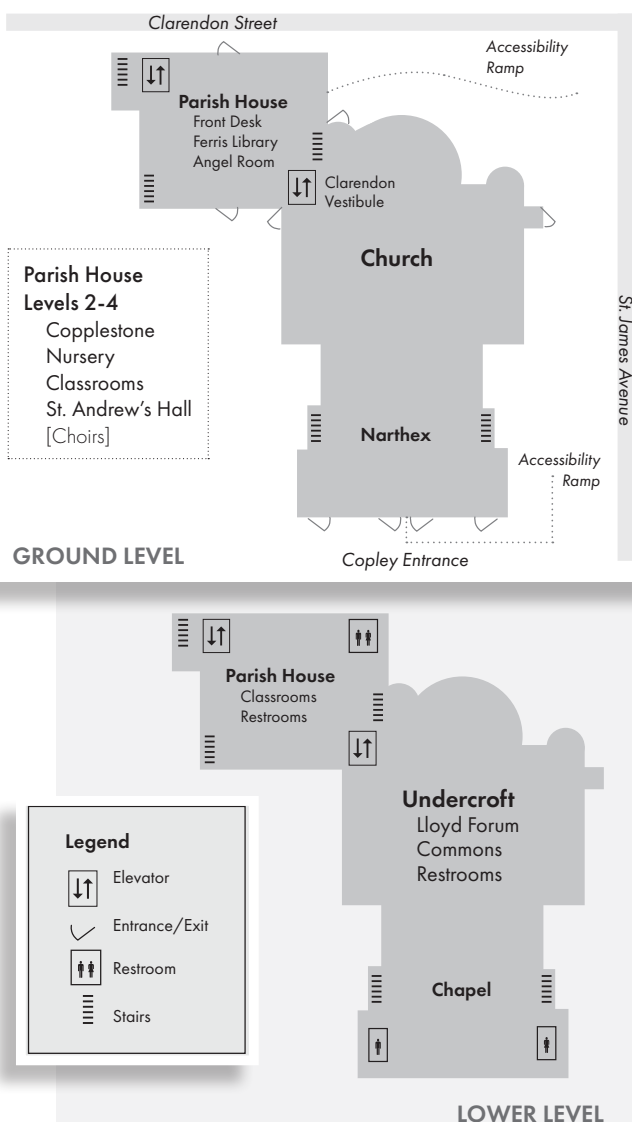 Clarendon Street
Accessibility
Ramp
Parish House
Front Desk
Ferris Library
Angel Room
Clarendon
Vestibule
Church
Parish House
Levels 2-4
Copplestone
Nursery
Classrooms
St. Andrew's Hall
[Choirs]
St. James Avenue
Narthex
Accessibility
Ramp
GROUND LEVEL
Copley Entrance
Parish House
Classrooms
Restrooms
Undercroft
Lloyd Forum
Commons
Restrooms
Legend
Elevator
Entrance/Exit
Restroom
Stairs
Chapel
LOWER LEVEL